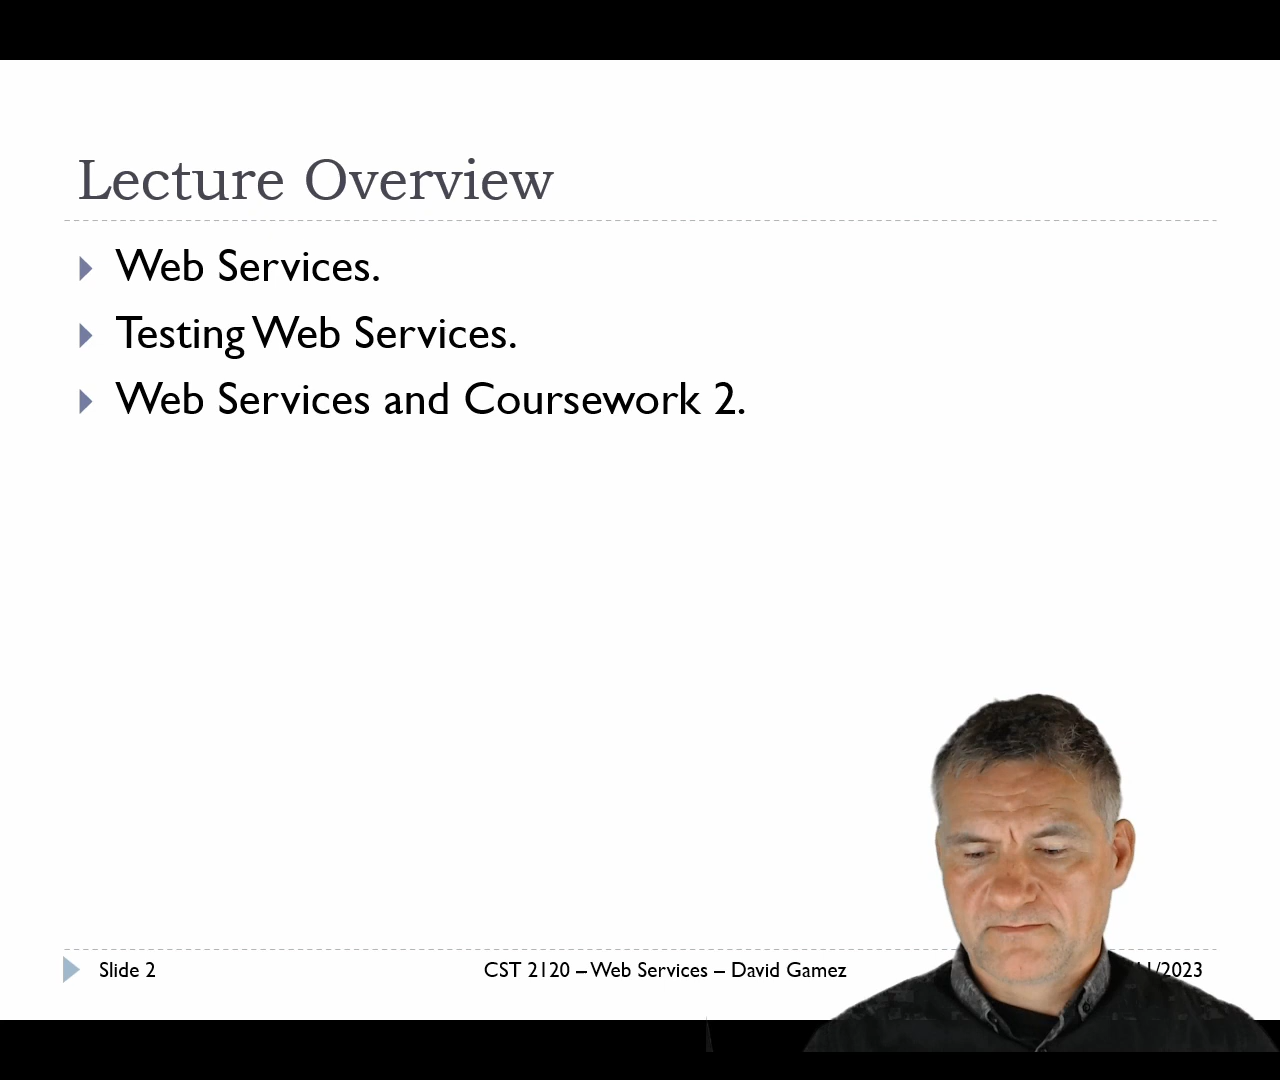 Lecture Overview
Web Services.
Testing Web Services.
Web Services and Coursework 2.
Slide 2
CST 2120 – Web Services – David Gamez
/2023